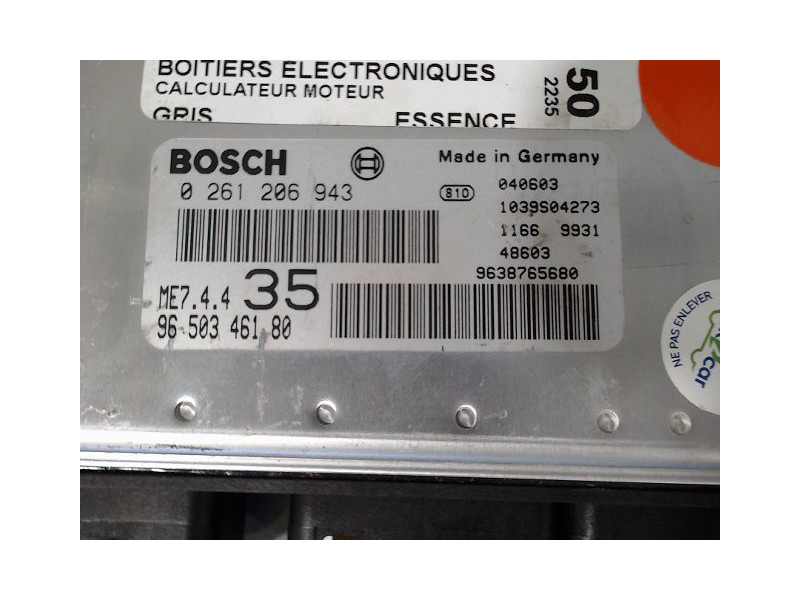 BOITIERS ELECTRONIQUES
CALCULATEUR MOTEUR
GRIS ESSENCE
50
2235
BOSCH
Made in Germany
0 261 206 943
810
040603
1039S04273
1166 9931
48603
9638765680
ME7.4.4 35
96 503 461 80
NE PAS ENLEVER
car